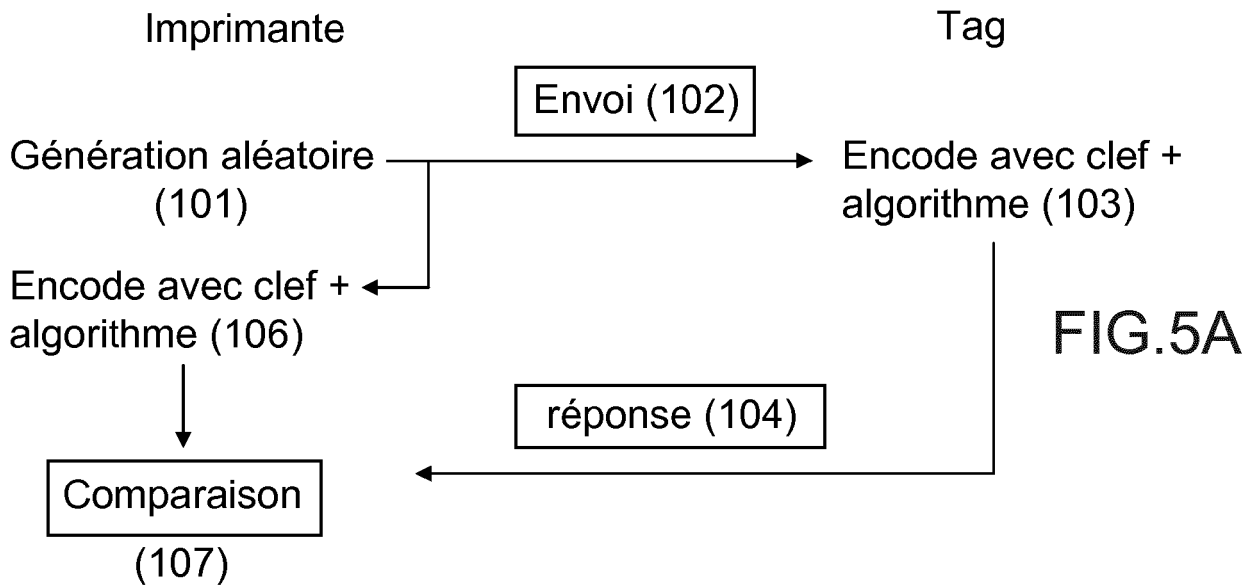 Imprimante
Tag
Envoi (102)
Génération aléatoire
(101)
Encode avec clef +
algorithme (103)
Encode avec clef +
algorithme (106)
FIG.5A
réponse (104)
Comparaison
(107)